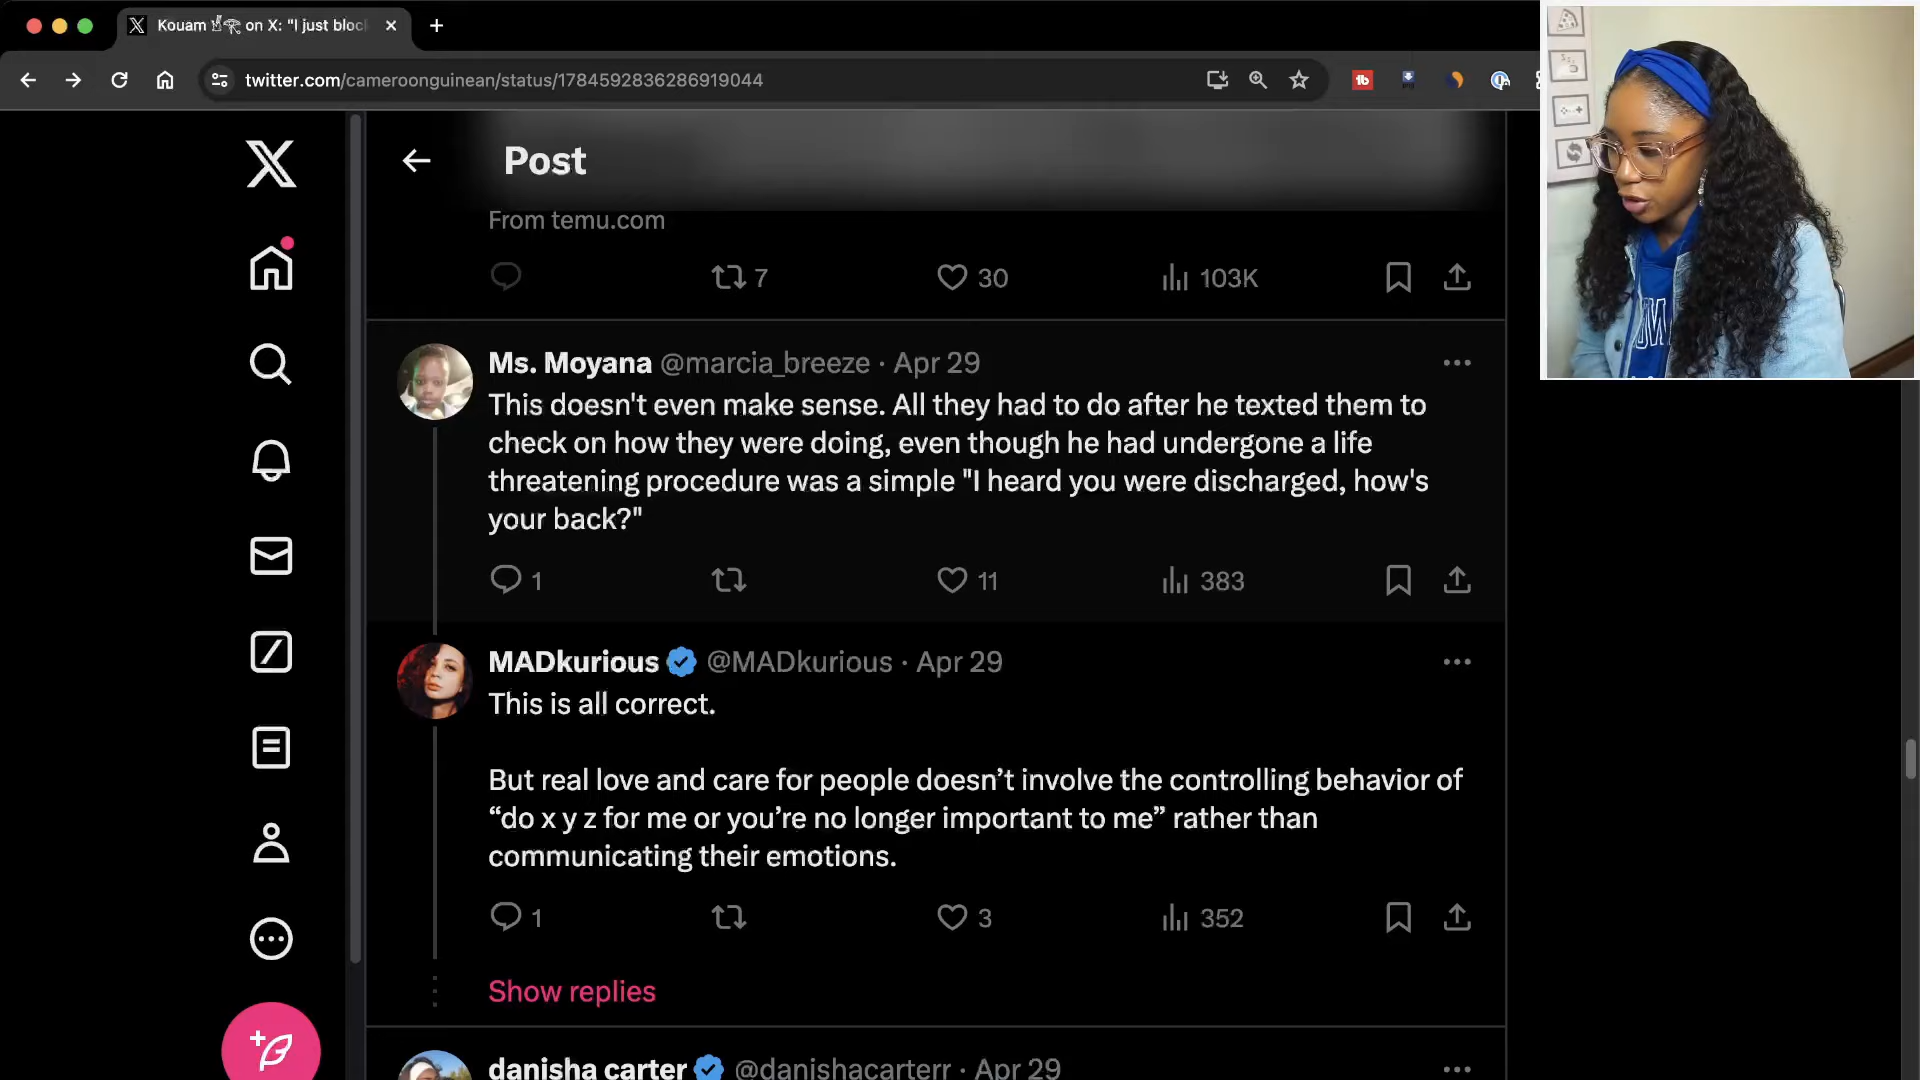 Kouam on X: "I just bloc
twitter.com/cameroonguinean/status/1784592836286919044
Post
From temu.com
7
30
103K
Ms. Moyana @marcia_breeze · Apr 29
This doesn't even make sense. All they had to do after he texted them to
check on how they were doing, even though he had undergone a life
threatening procedure was a simple "I heard you were discharged, how's
your back?"
1
11
383
MADkurious @MADkurious · Apr 29
This is all correct.
But real love and care for people doesn’t involve the controlling behavior of
“do x y z for me or you’re no longer important to me” rather than
communicating their emotions.
1
3
352
Show replies
danisha carter @danishacarterr · Apr 29